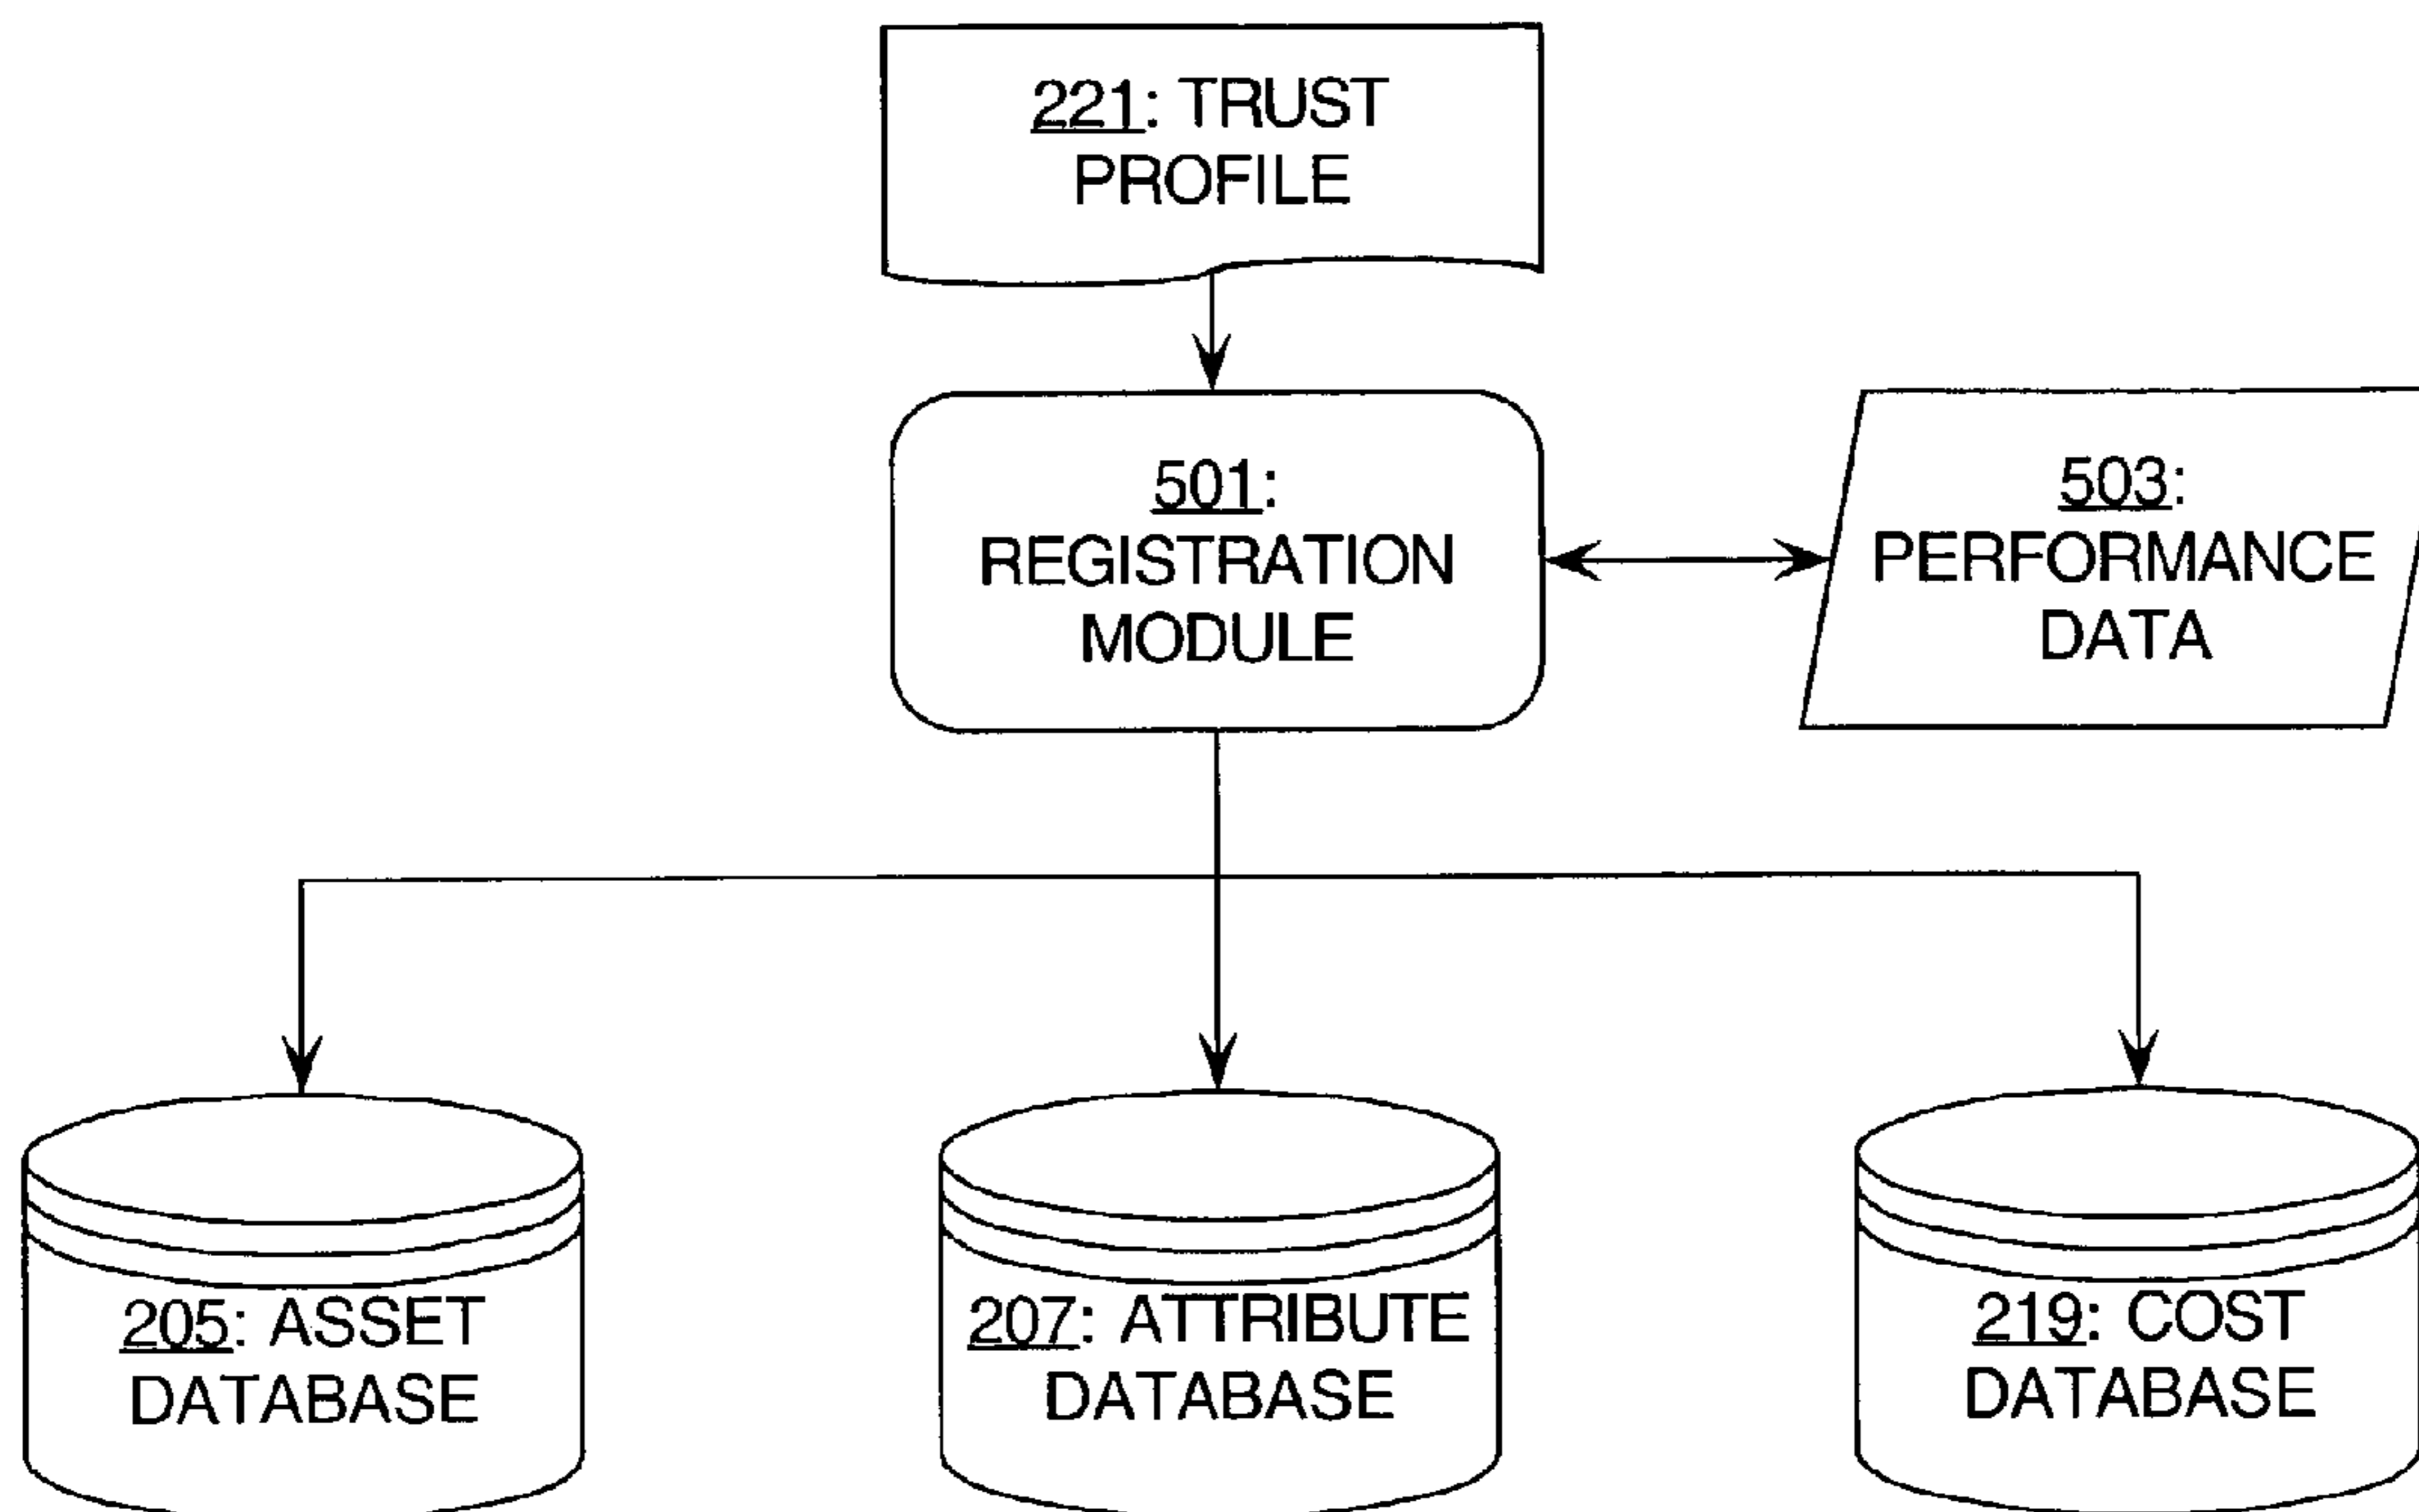 221: TRUST
PROFILE
501:
REGISTRATION
MODULE
503:
PERFORMANCE
DATA
205: ASSET
DATABASE
207: ATTRIBUTE
DATABASE
219: COST
DATABASE